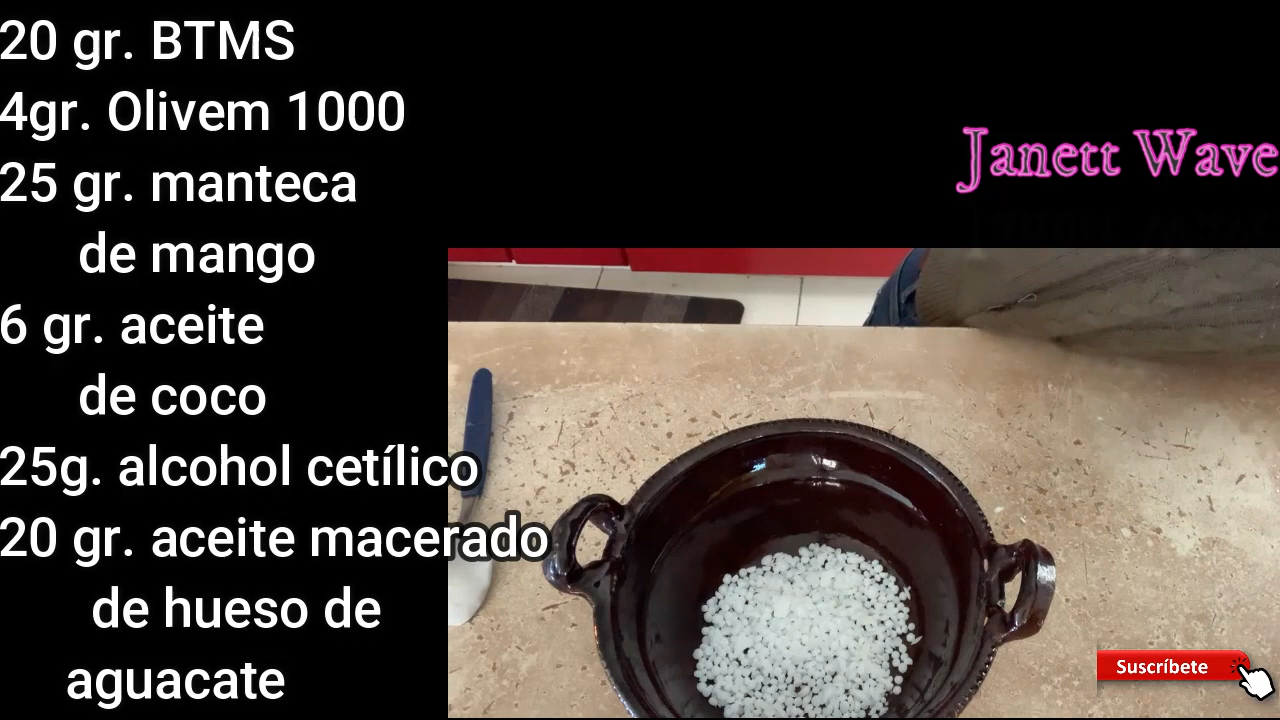 20 gr. BTMS
4gr. Olivem 1000
25 gr. manteca
de mango
6 gr. aceite
de coco
25g. alcohol cetílico
20 gr. aceite macerado
de hueso de
aguacate
Janett Wave
Suscríbete